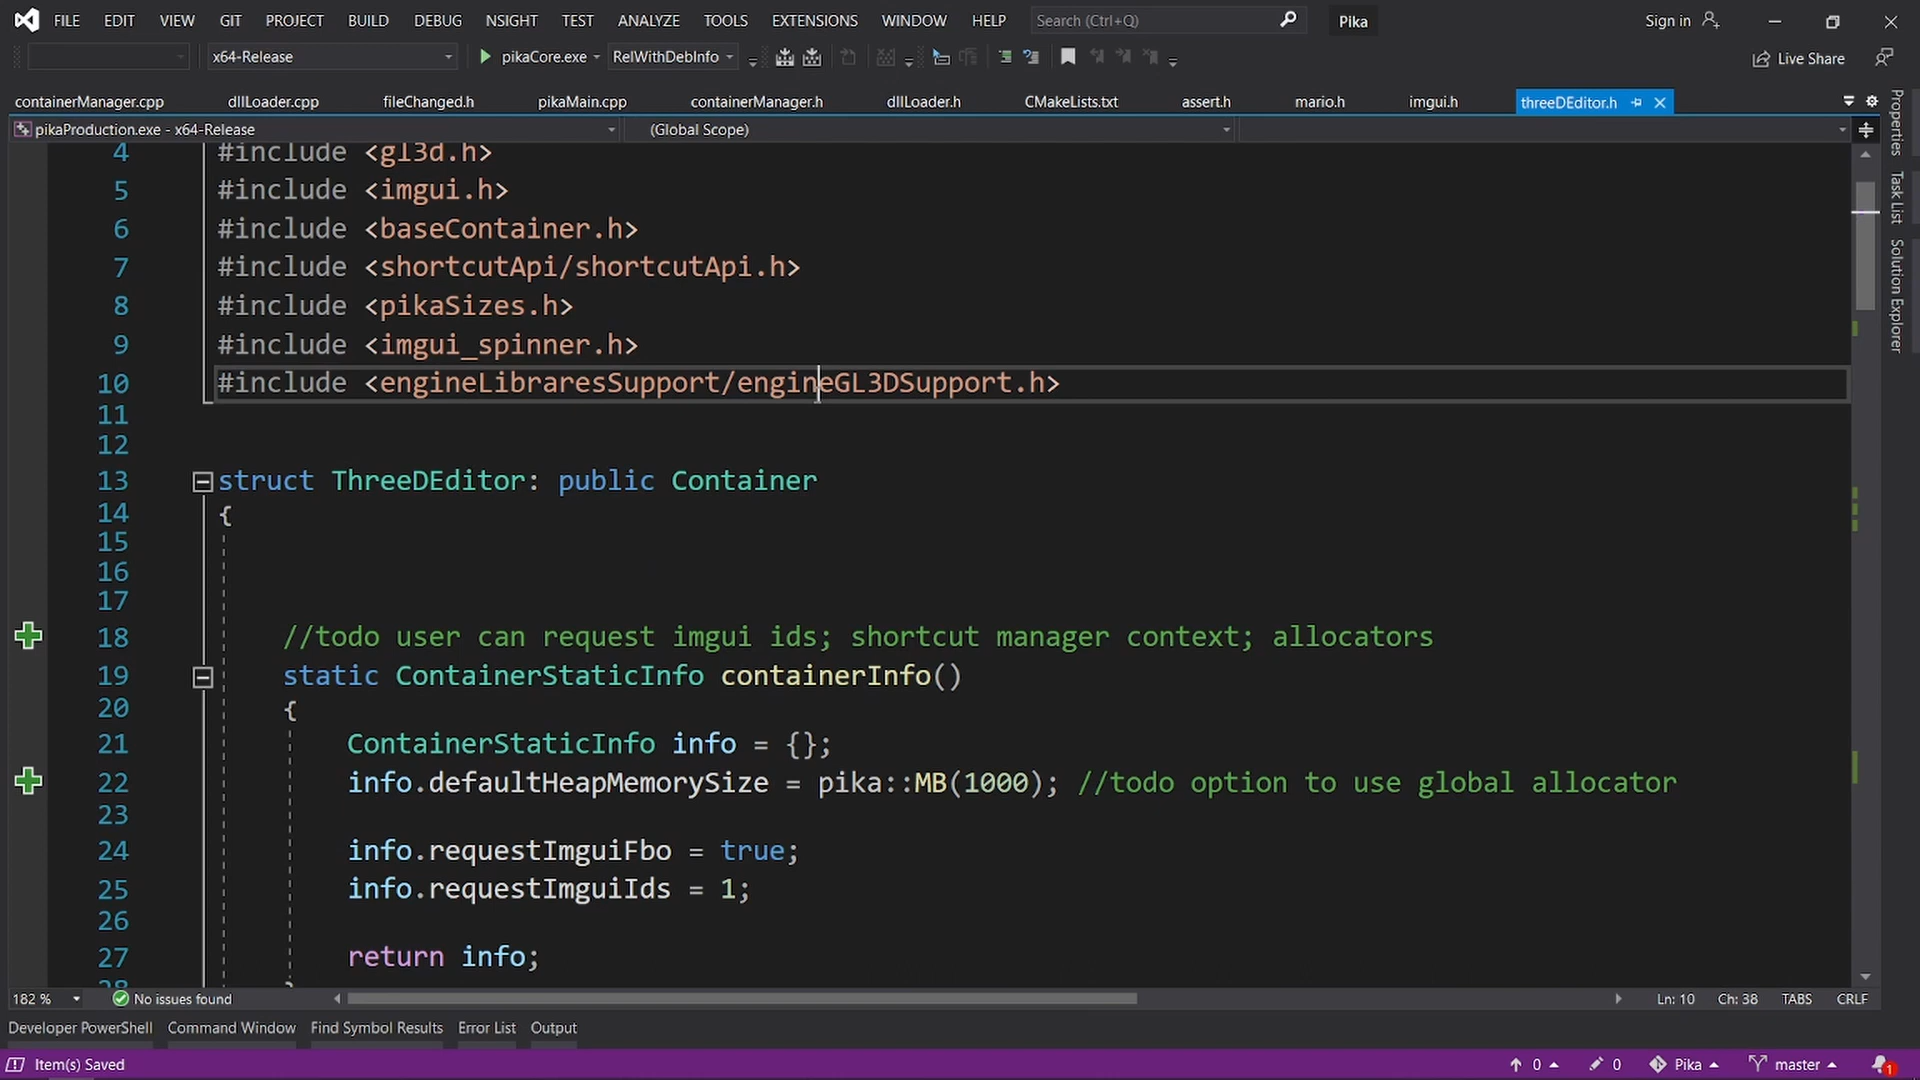 FILE EDIT VIEW GIT PROJECT BUILD DEBUG NSIGHT TEST ANALYZE TOOLS EXTENSIONS WINDOW HELP Search (Ctrl+Q) Pika Sign in
x64-Release pikaCore.exe RelWithDebInfo Live Share
containerManager.cpp dllLoader.cpp fileChanged.h pikaMain.cpp containerManager.h dllLoader.h CMakeLists.txt assert.h mario.h imgui.h threeDEditor.h
pikaProduction.exe - x64-Release (Global Scope)
4 #include <gl3d.h>
5 #include <imgui.h>
6 #include <baseContainer.h>
7 #include <shortcutApi/shortcutApi.h>
8 #include <pikaSizes.h>
9 #include <imgui_spinner.h>
10 #include <engineLibraresSupport/engineGL3DSupport.h>
11
12
13 struct ThreeDEditor: public Container
14 {
15
16
17
18 //todo user can request imgui ids; shortcut manager context; allocators
19 static ContainerStaticInfo containerInfo()
20 {
21 ContainerStaticInfo info = {};
22 info.defaultHeapMemorySize = pika::MB(1000); //todo option to use global allocator
23
24 info.requestImguiFbo = true;
25 info.requestImguiIds = 1;
26
27 return info;
28 }
182 % No issues found Ln: 10 Ch: 38 TABS CRLF
Developer PowerShell Command Window Find Symbol Results Error List Output
Item(s) Saved 0 0 Pika master 1
Properties
Task List
Solution Explorer